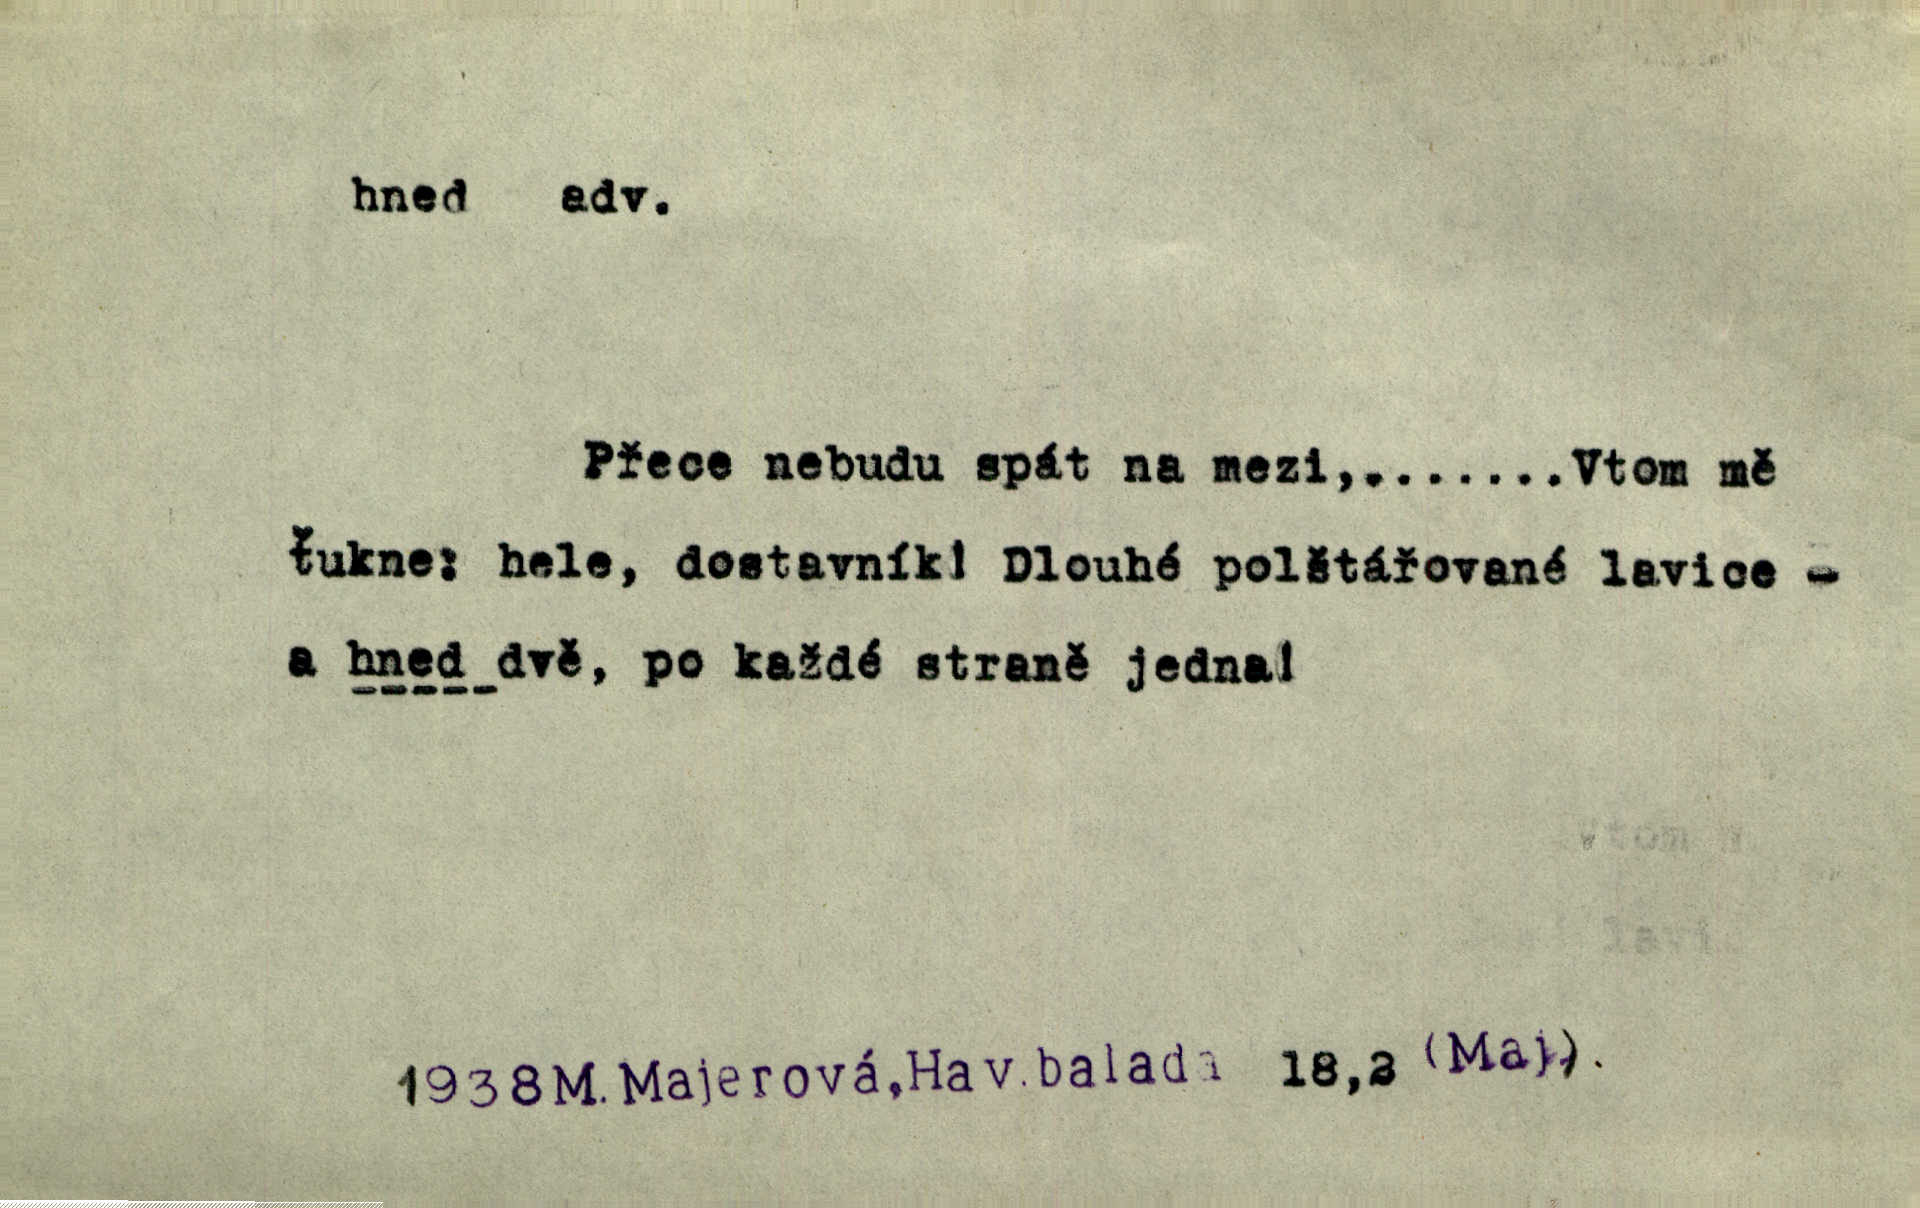 hned adv.
Přece nebudu spát na mezi,.......Vtom mě
ťukne: hele, dostavník! Dlouhé polštářované lavice -
a hned dvě, po každé straně jedna!
1938 M. Majerová, Hav. balada 18,2 (Maj).